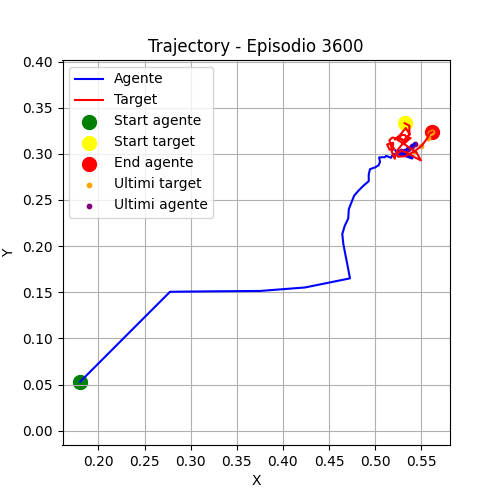 Trajectory - Episodio 3600
0.40
0.35
0.30
0.25
0.20
0.15
0.10
0.05
0.00
Y
Agente
Target
Start agente
Start target
End agente
Ultimi target
Ultimi agente
0.20 0.25 0.30 0.35 0.40 0.45 0.50 0.55
X